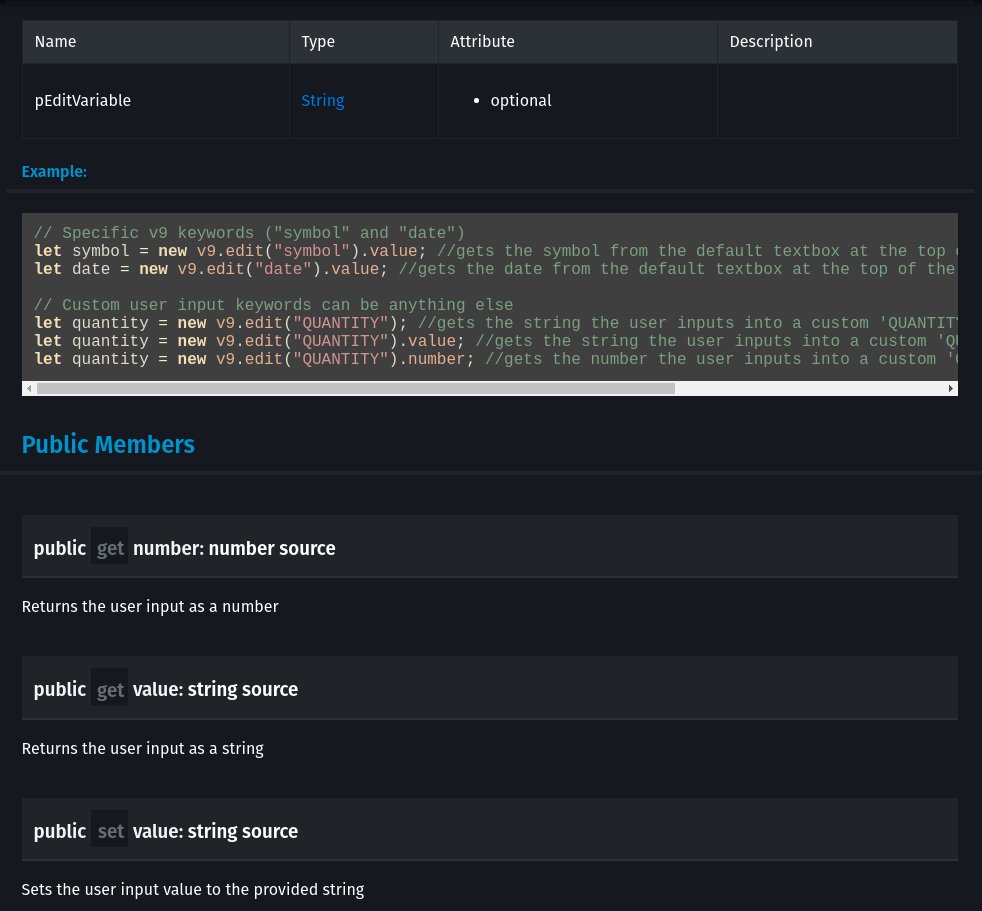 Name Type Attribute Description
pEditVariable String • optional
Example:
// Specific v9 keywords ("symbol" and "date")
let symbol = new v9.edit("symbol").value; //gets the symbol from the default textbox at the top
let date = new v9.edit("date").value; //gets the date from the default textbox at the top of the
// Custom user input keywords can be anything else
let quantity = new v9.edit("QUANTITY"); //gets the string the user inputs into a custom 'QUANTITY
let quantity = new v9.edit("QUANTITY").value; //gets the string the user inputs into a custom
let quantity = new v9.edit("QUANTITY").number; //gets the number the user inputs into a custom
Public Members
public get number: number source
Returns the user input as a number
public get value: string source
Returns the user input as a string
public set value: string source
Sets the user input value to the provided string